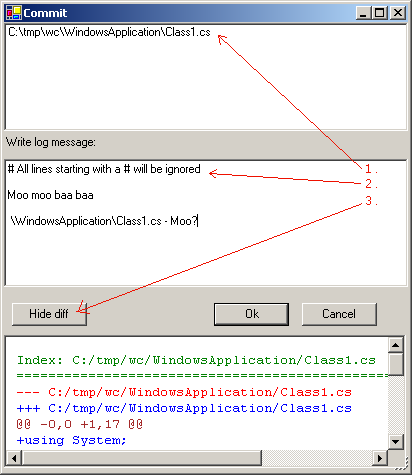 Commit
C:\tmp\wc\WindowsApplication\Class1.cs
Write log message:
# All lines starting with a # will be ignored
1.
2.
Moo moo baa baa
3.
\WindowsApplication\Class1.cs - Moo?
Hide diff
Ok
Cancel
Index: C:/tmp/wc/WindowsApplication/Class1.cs
================================================
--- C:/tmp/wc/WindowsApplication/Class1.cs
+++ C:/tmp/wc/WindowsApplication/Class1.cs
@@ -0,0 +1,17 @@
+using System;